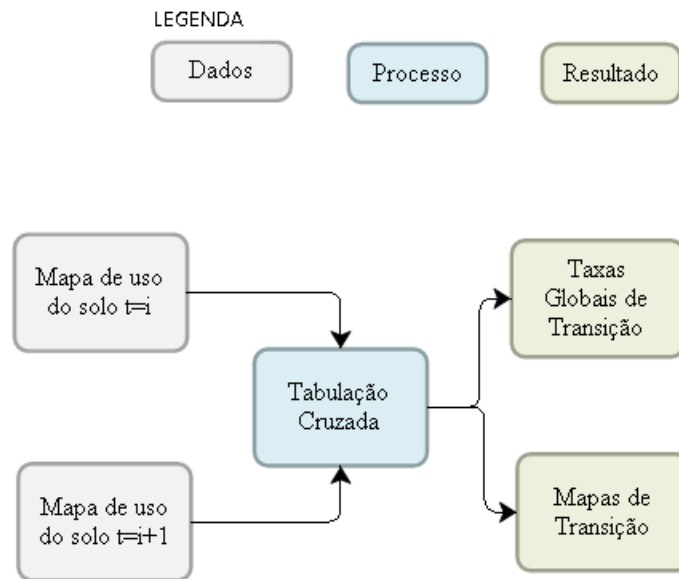 LEGENDA
Dados
Processo
Resultado
Mapa de uso
do solo t=i
Taxas
Globais de
Transição
Tabulação
Cruzada
Mapa de uso
do solo t=i+1
Mapas de
Transição